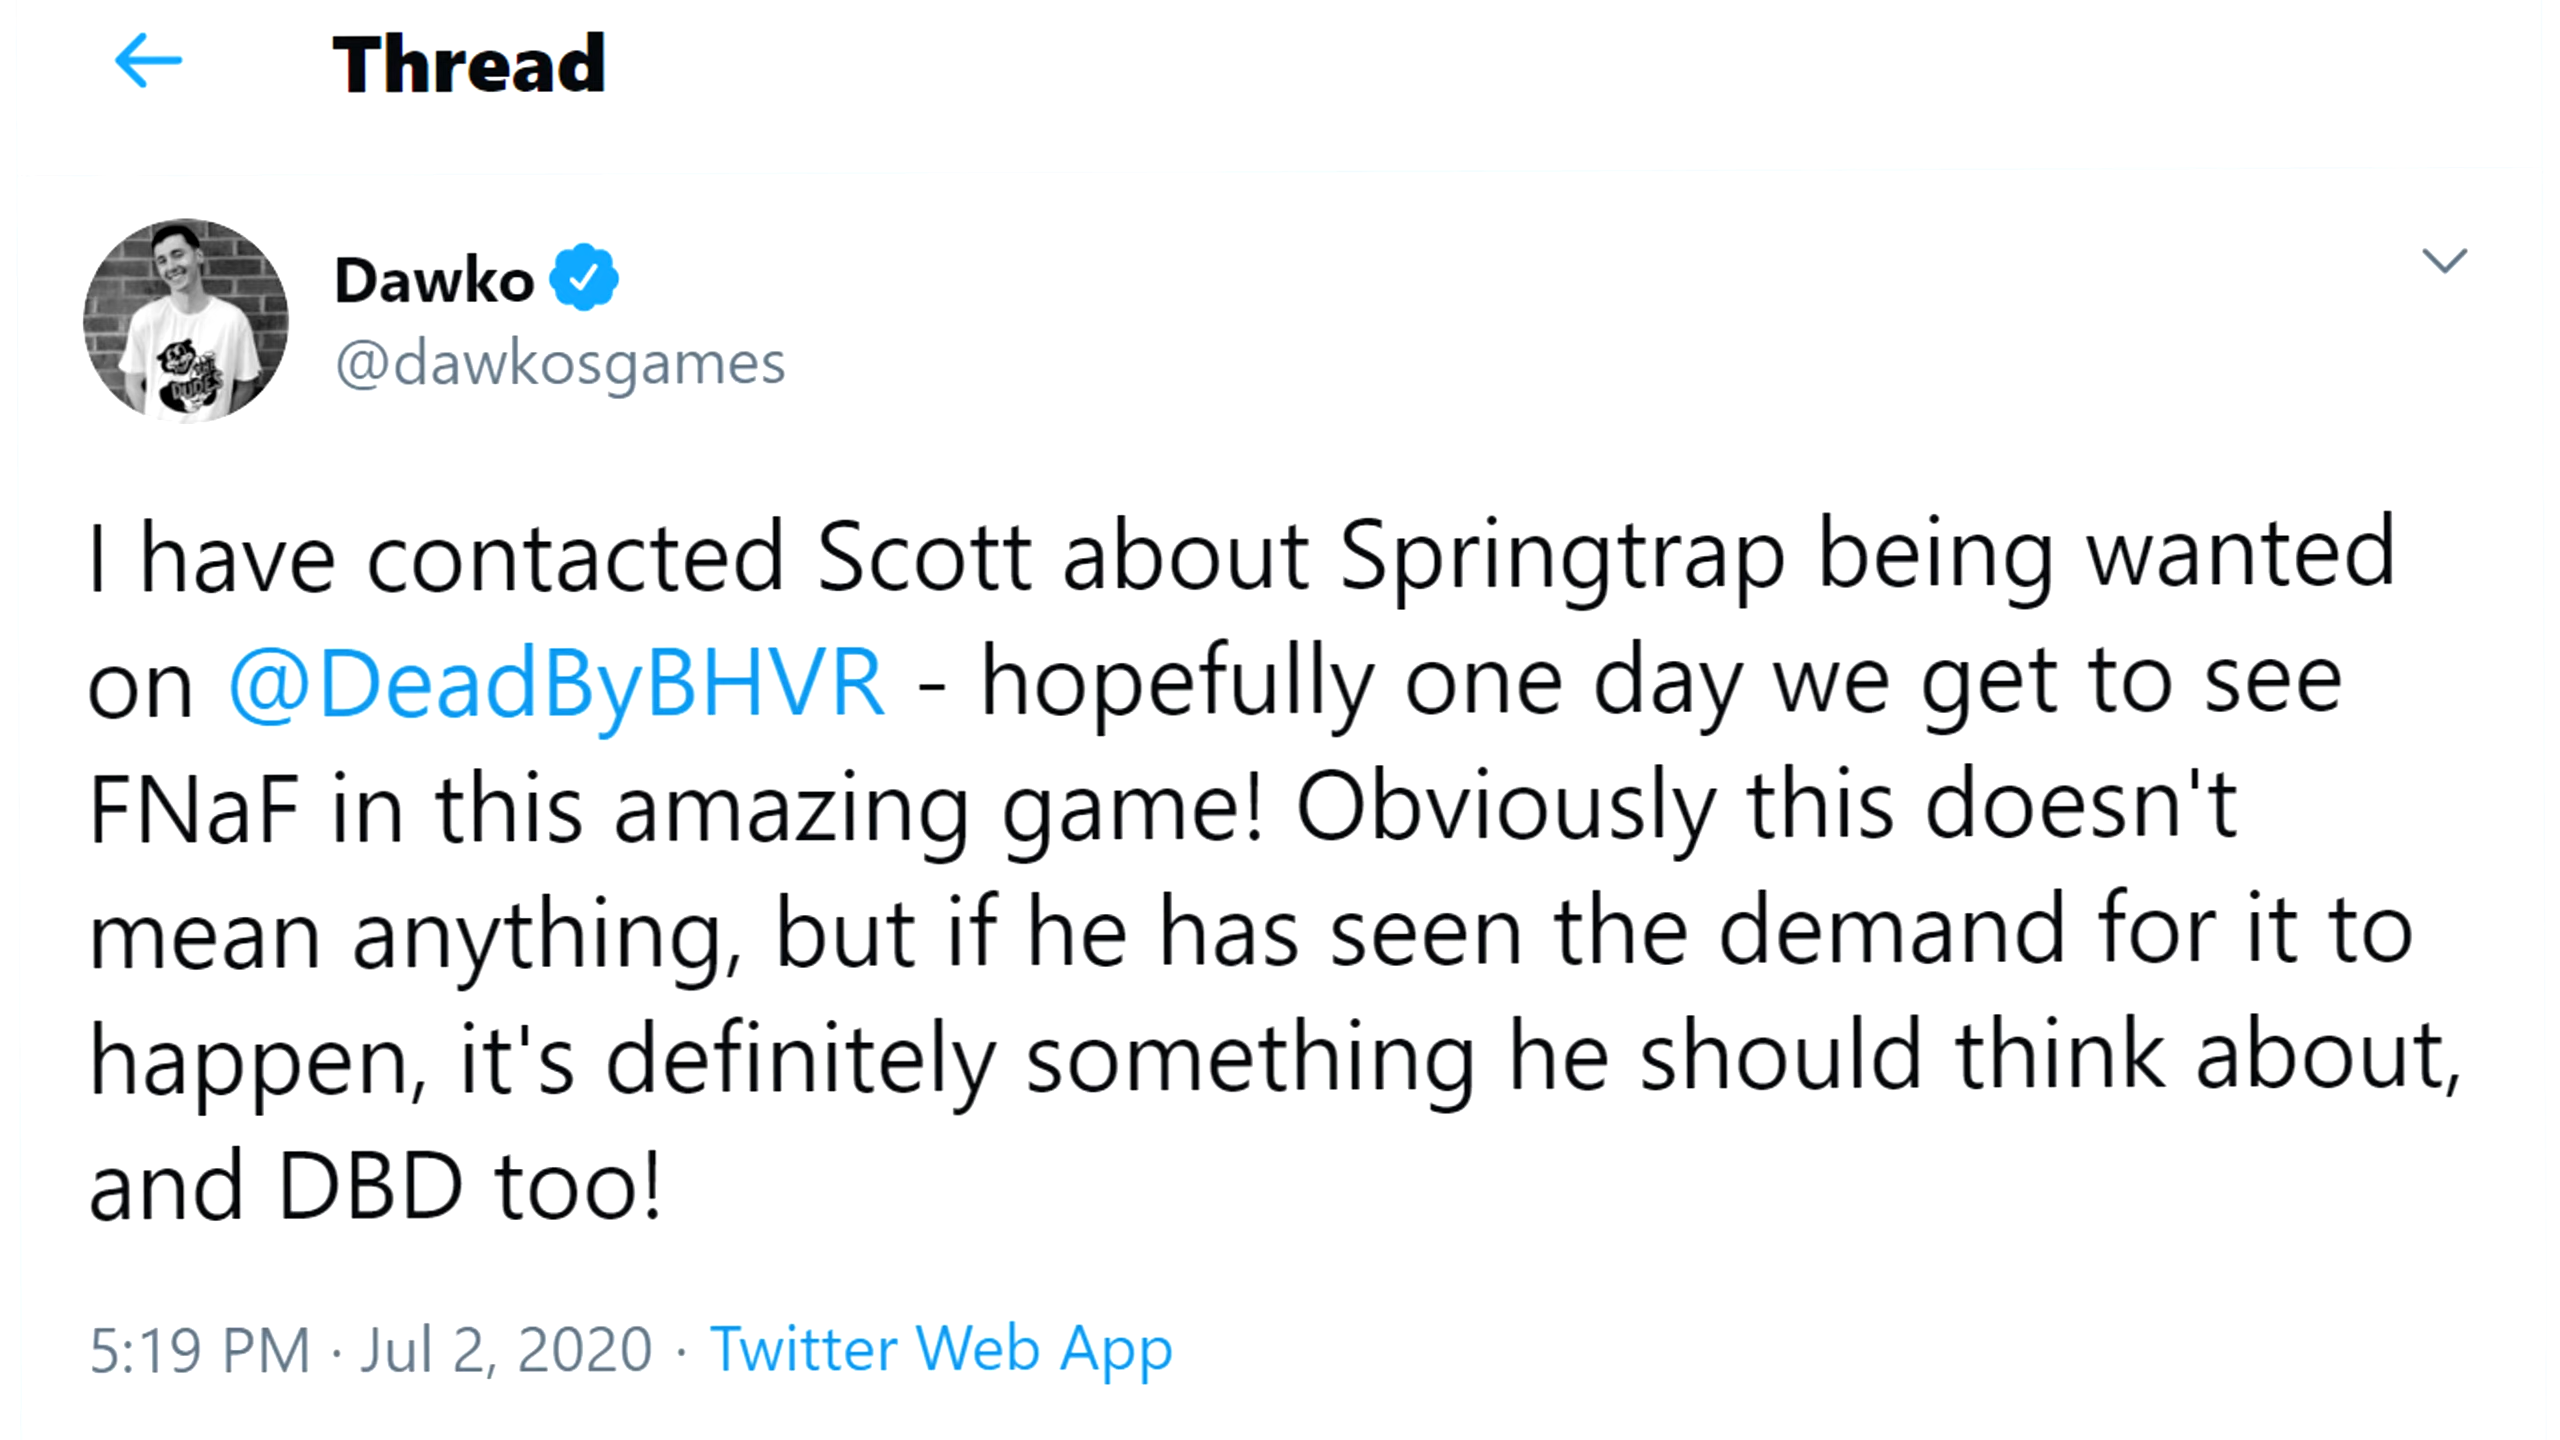 Thread
Dawko
@dawkosgames
THE
DUDES
I have contacted Scott about Springtrap being wanted
on @DeadByBHVR - hopefully one day we get to see
FNaF in this amazing game! Obviously this doesn't
mean anything, but if he has seen the demand for it to
happen, it's definitely something he should think about,
and DBD too!
5:19 PM · Jul 2, 2020 · Twitter Web App